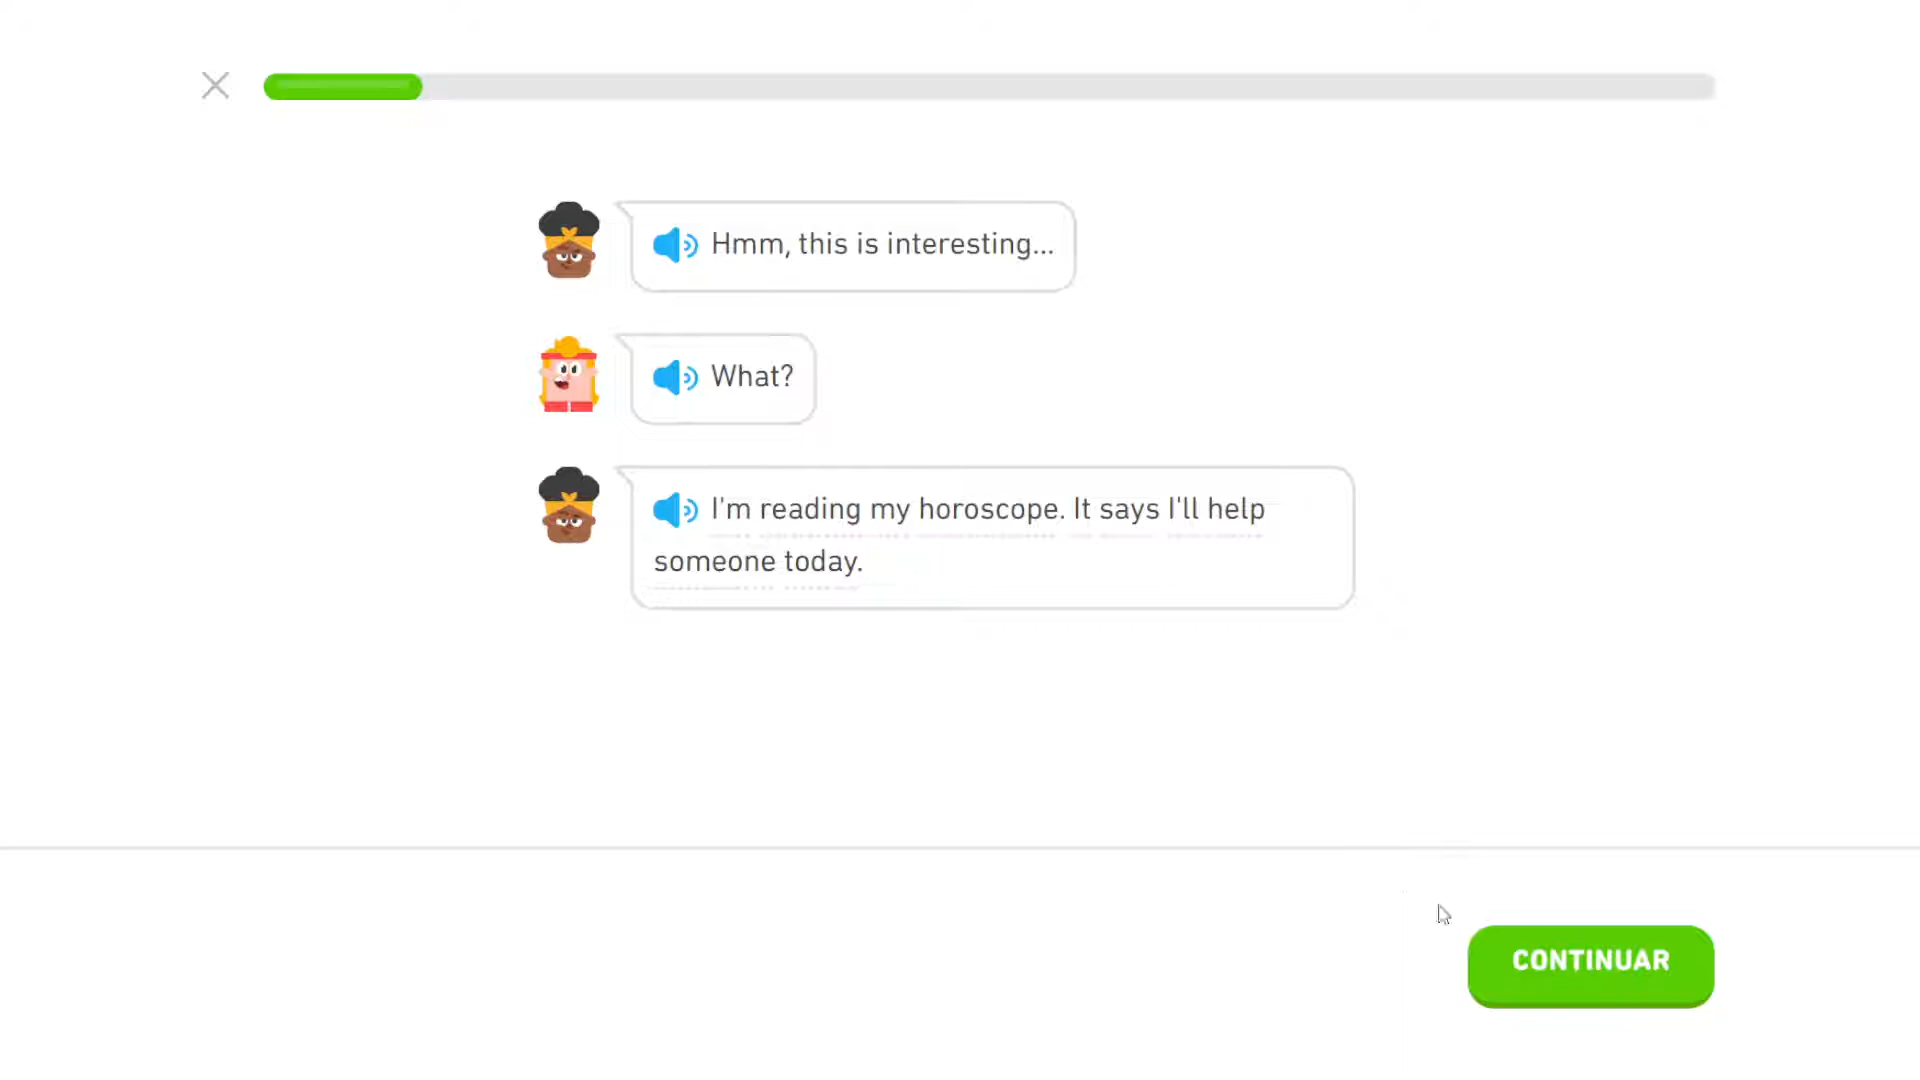 Hmm, this is interesting...
What?
I'm reading my horoscope. It says I'll help
someone today.
CONTINUAR